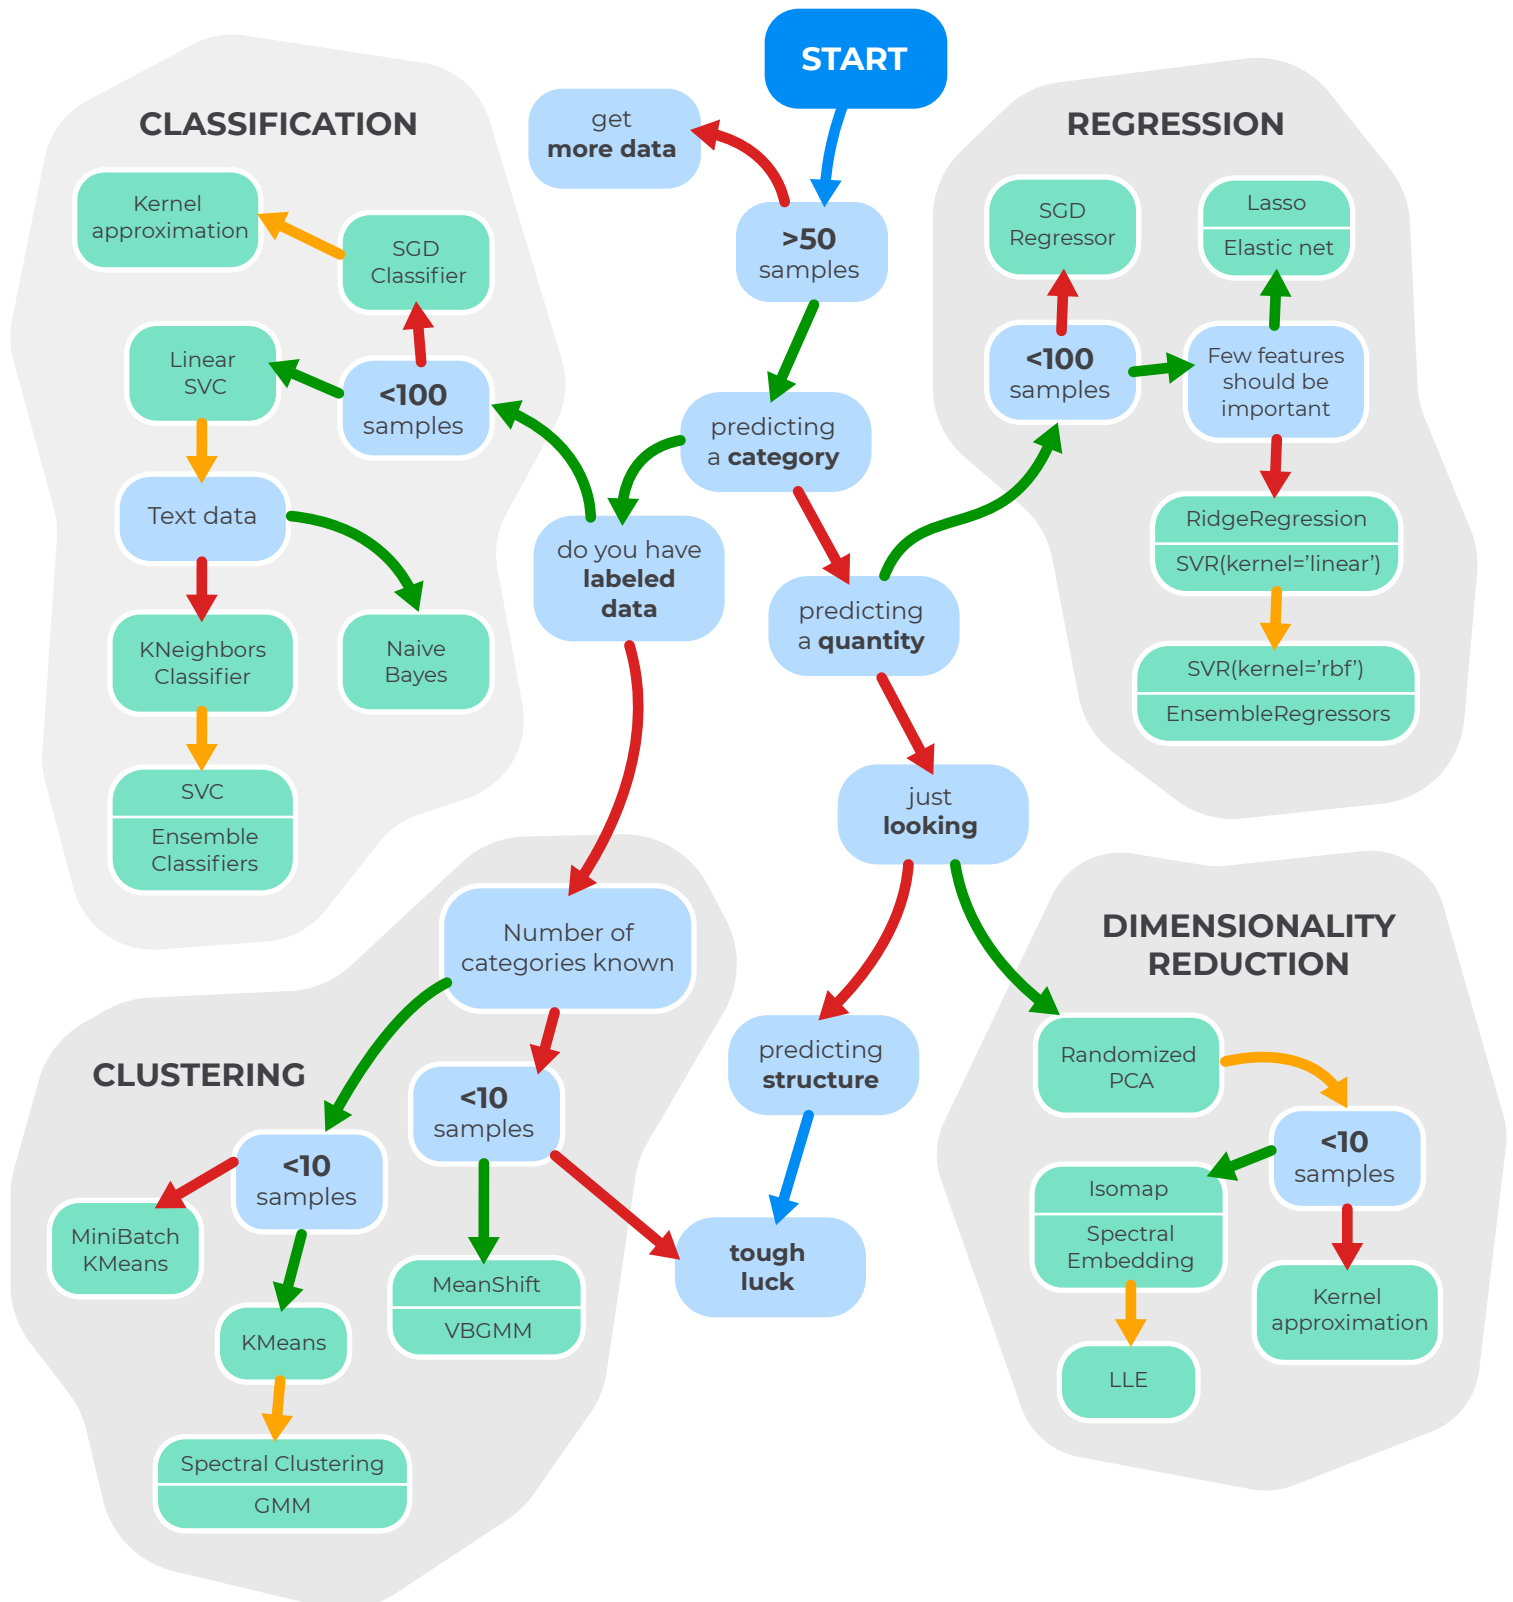 START
get
more data
>50
samples
predicting
a category
do you have
labeled
data
predicting
a quantity
just
looking
predicting
structure
tough
luck
CLASSIFICATION
Kernel
approximation
SGD
Classifier
Linear
SVC
<100
samples
Text data
KNeighbors
Classifier
Naive
Bayes
SVC
Ensemble
Classifiers
REGRESSION
SGD
Regressor
Lasso
Elastic net
<100
samples
Few features
should be
important
RidgeRegression
SVR(kernel=’linear’)
SVR(kernel=’rbf’)
EnsembleRegressors
CLUSTERING
Number of
categories known
<10
samples
<10
samples
MiniBatch
KMeans
KMeans
MeanShift
VBGMM
Spectral Clustering
GMM
DIMENSIONALITY
REDUCTION
Randomized
PCA
<10
samples
Isomap
Spectral
Embedding
Kernel
approximation
LLE